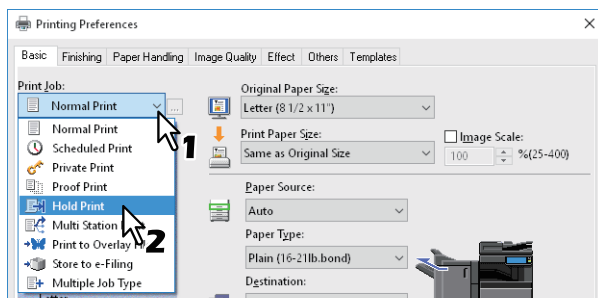 Printing Preferences
Basic Finishing Paper Handling Image Quality Effect Others Templates
Print Job:
Normal Print
...
Normal Print
Scheduled Print
Private Print
Proof Print
Hold Print
Multi Station
Print to Overlay
Store to e-Filing
Multiple Job Type
Letter
1
2
Original Paper Size:
Letter (8 1/2 x 11")
Print Paper Size:
Same as Original Size
Image Scale:
100 %(25-400)
Paper Source:
Auto
Paper Type:
Plain (16-21lb.bond)
Destination: